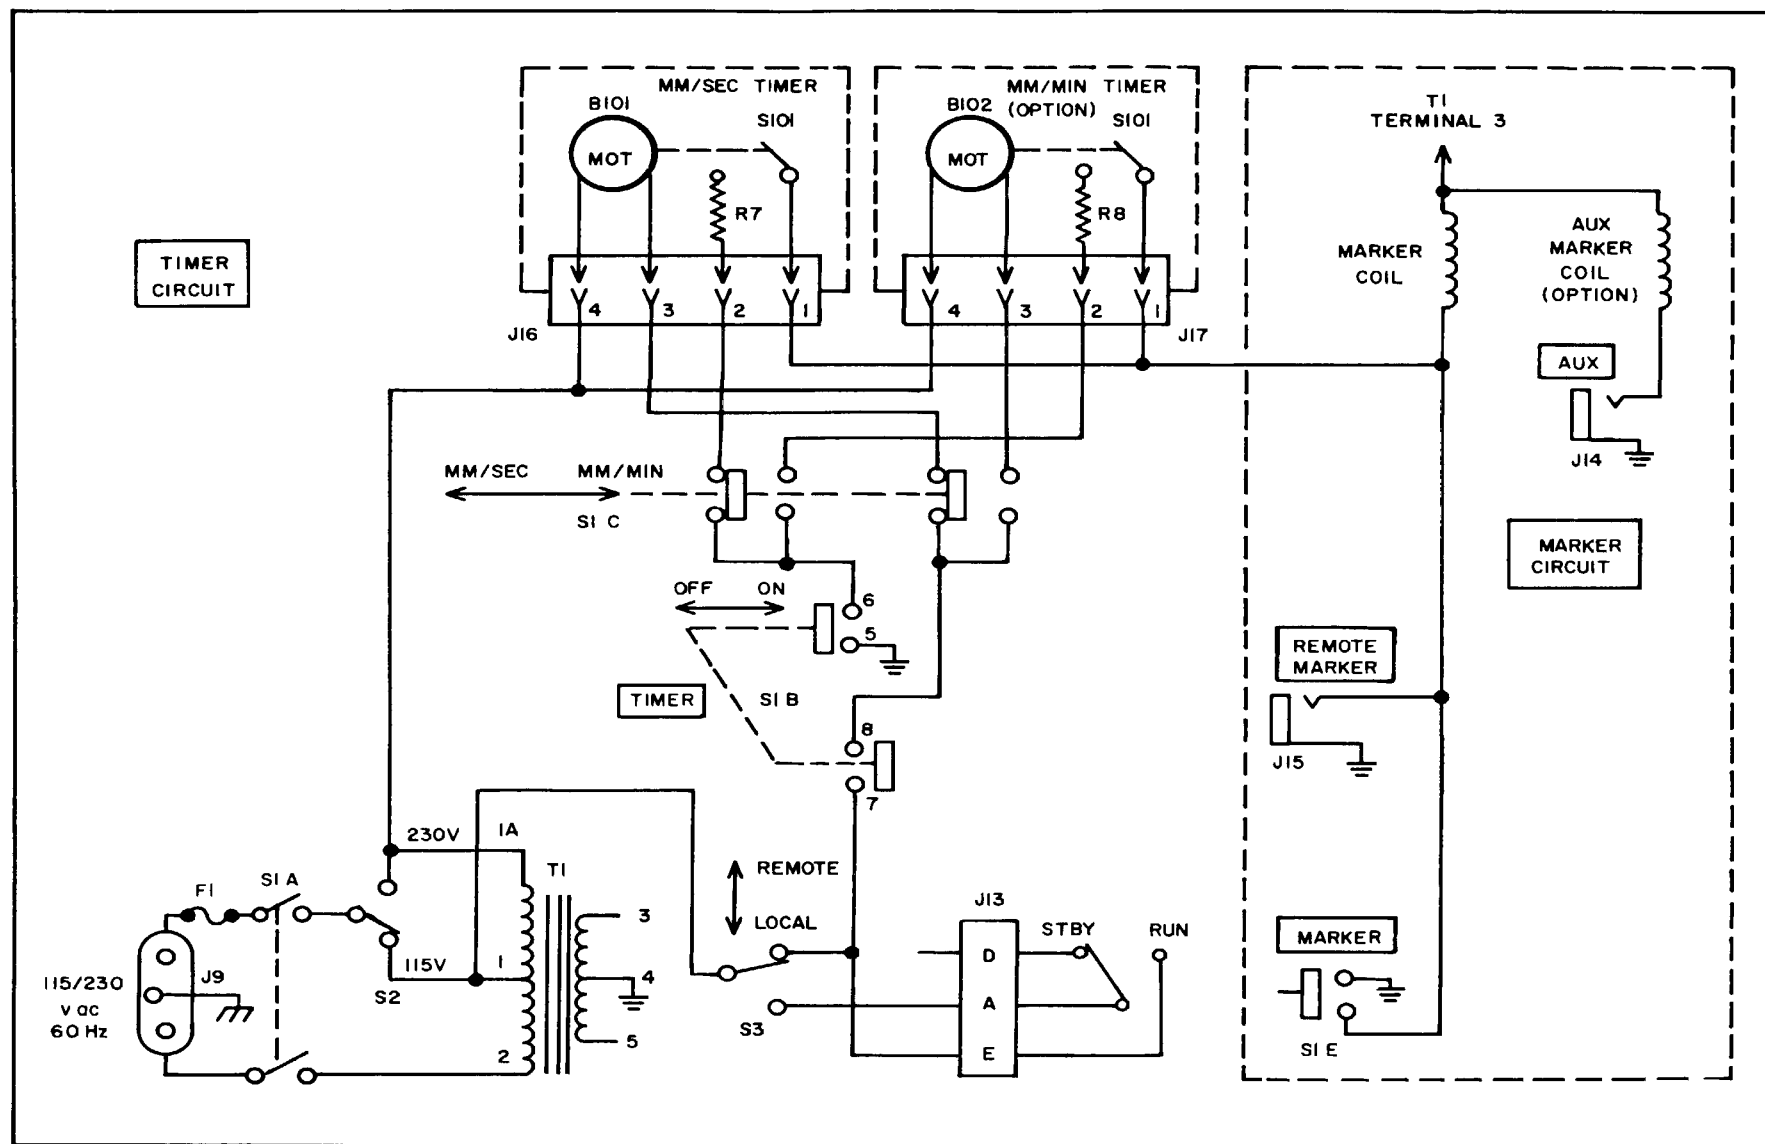 MM/SEC TIMER
B101
S101
MOT
R7
4 3 2 1
J16
MM/MIN TIMER
(OPTION)
B102
S101
MOT
R8
4 3 2 1
J17
T1
TERMINAL 3
MARKER
COIL
AUX
MARKER
COIL
(OPTION)
AUX
J14
TIMER
CIRCUIT
MM/SEC MM/MIN
S1 C
MARKER
CIRCUIT
OFF ON
6
5
TIMER
S1 B
8
7
REMOTE
MARKER
J15
230V 1A
T1
F1 S1 A
3
115V 1
4
J9
115/230
v ac
60 Hz
S2
2
5
REMOTE
LOCAL
S3
J13
D
A
E
STBY RUN
MARKER
S1 E